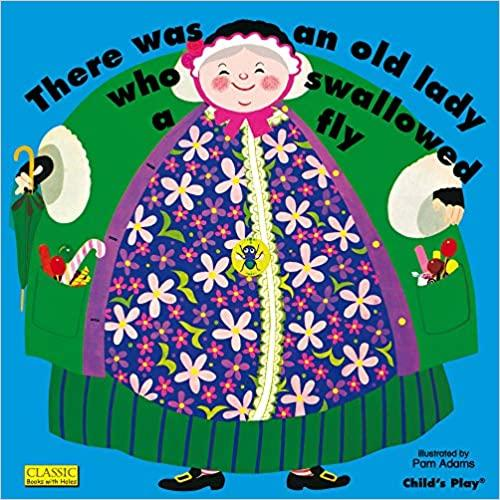 There was an old lady
who swallowed
a fly
Illustrated by
Pam Adams
CLASSIC
Books with Holes
Child's Play®